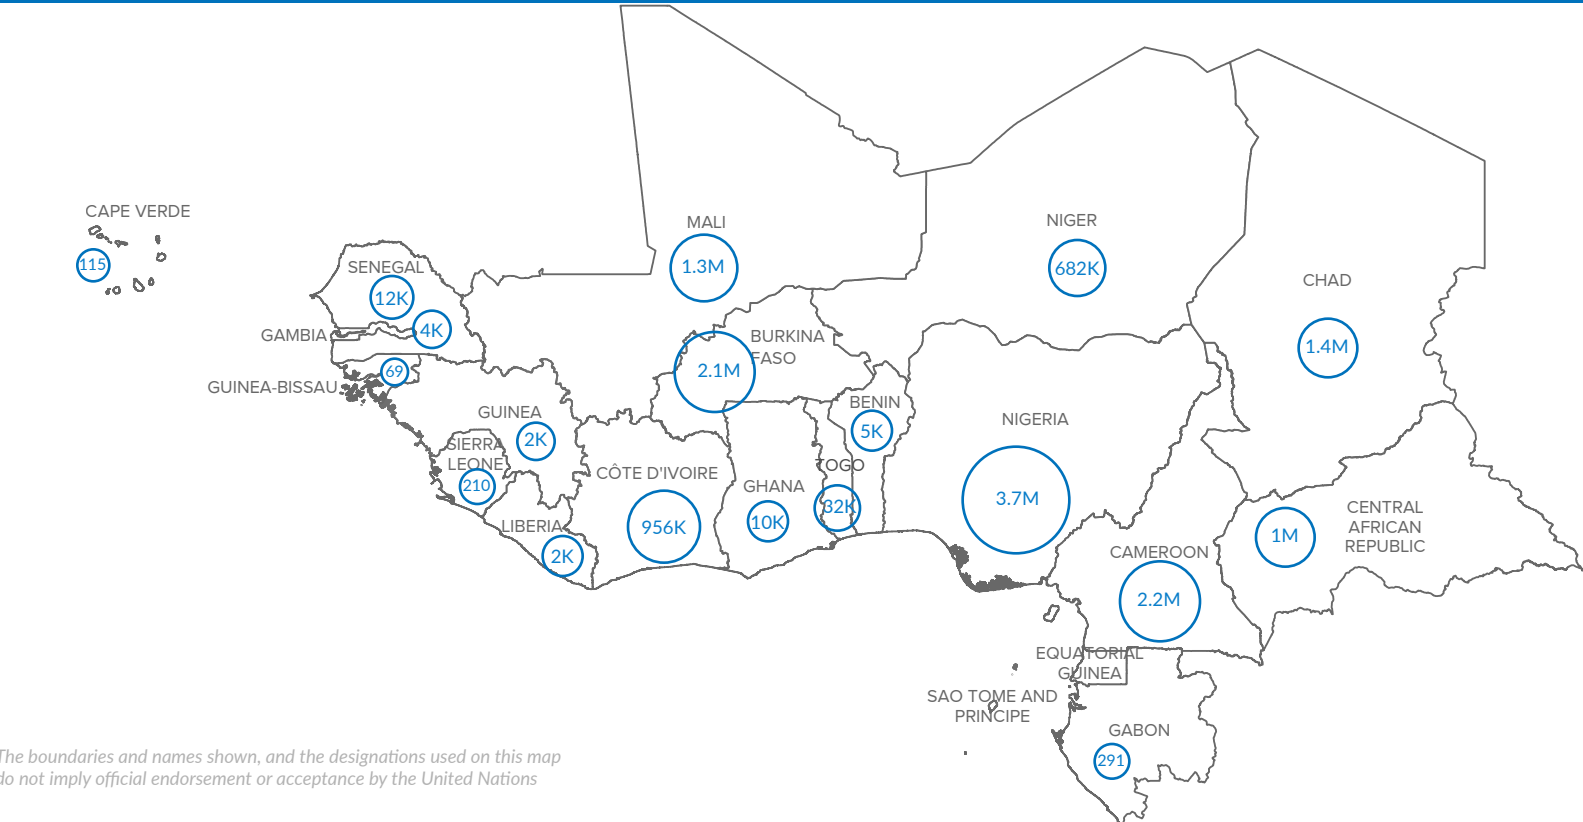 CAPE VERDE
115
SENEGAL
12K
GAMBIA
4K
GUINEA-BISSAU
69
GUINEA
2K
SIERRA
LEONE
210
LIBERIA
2K
MALI
1.3M
BURKINA
FASO
2.1M
CÔTE D'IVOIRE
956K
GHANA
10K
TOGO
32K
BENIN
5K
NIGER
682K
NIGERIA
3.7M
CHAD
1.4M
CENTRAL
AFRICAN
REPUBLIC
1M
CAMEROON
2.2M
EQUATORIAL
GUINEA
SAO TOME AND
PRINCIPE
GABON
291
The boundaries and names shown, and the designations used on this map
do not imply official endorsement or acceptance by the United Nations